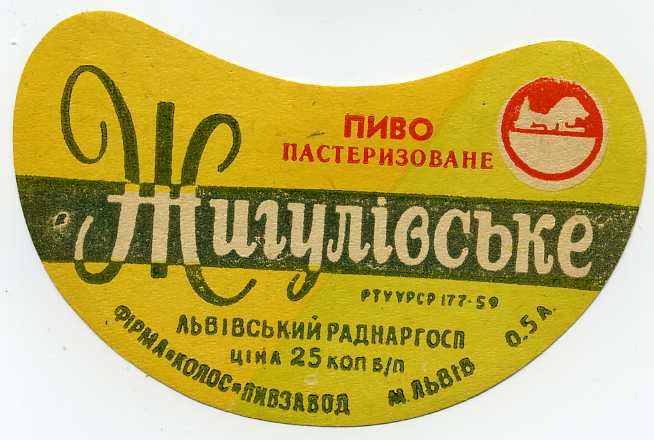 ПИВО
ПАСТЕРИЗОВАНЕ
Жигулівське
РТУ УРСР 177-59
ЛЬВІВСЬКИЙ РАДНАРГОСП
ЦІНА 25 КОП Б/П
0,5 Л.
ФІРМА «КОЛОС» ПИВЗАВОД М. ЛЬВІВ